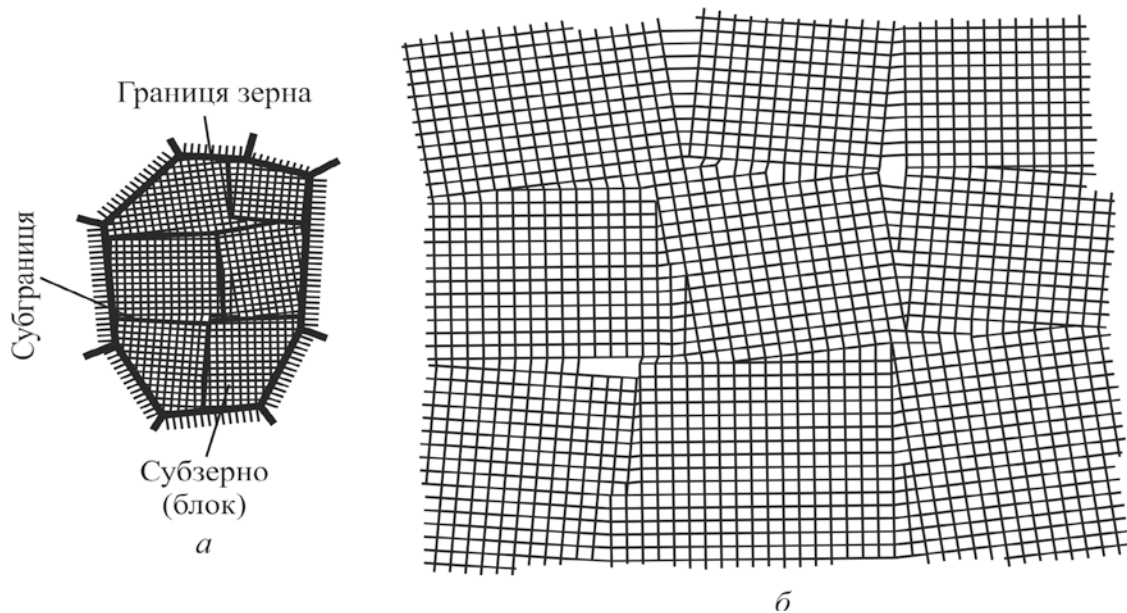 Границя зерна
Субграниця
Субзерно
(блок)
а
б